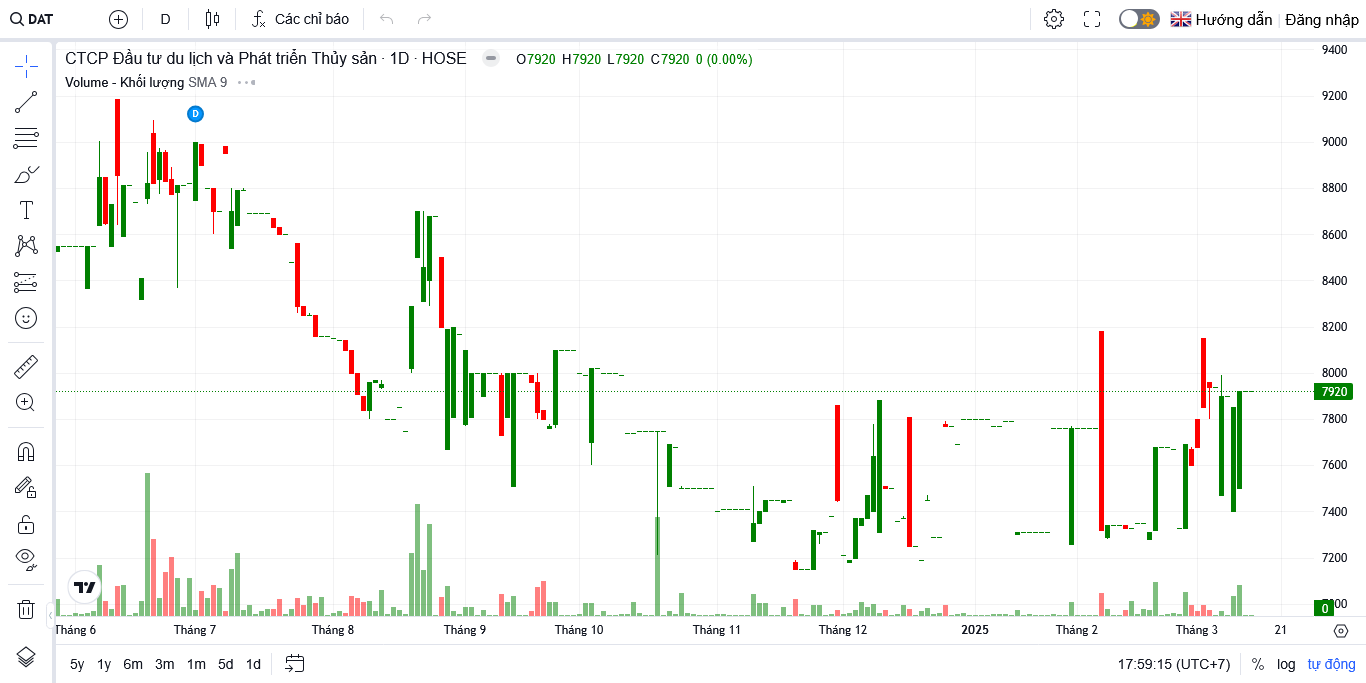 DAT D Các chỉ báo Hướng dẫn Đăng nhập
CTCP Đầu tư du lịch và Phát triển Thủy sản · 1D · HOSE O7920 H7920 L7920 C7920 0 (0.00%)
Volume - Khối lượng SMA 9
D
9400
9200
9000
8800
8600
8400
8200
8000
7920
7800
7600
7400
7200
0
Tháng 6 Tháng 7 Tháng 8 Tháng 9 Tháng 10 Tháng 11 Tháng 12 2025 Tháng 2 Tháng 3 21
5y 1y 6m 3m 1m 5d 1d 17:59:15 (UTC+7) % log tự động